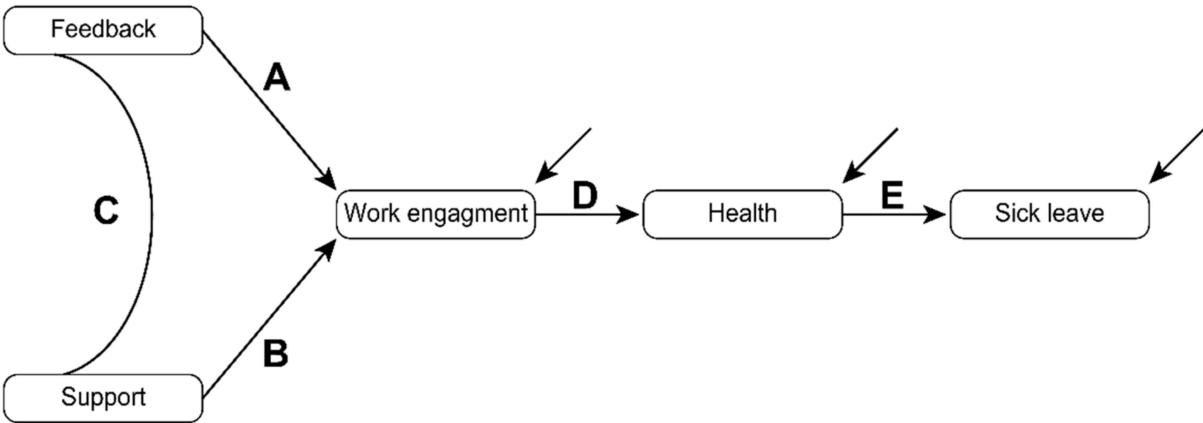 Feedback
A
C
Work engagment
D
Health
E
Sick leave
B
Support